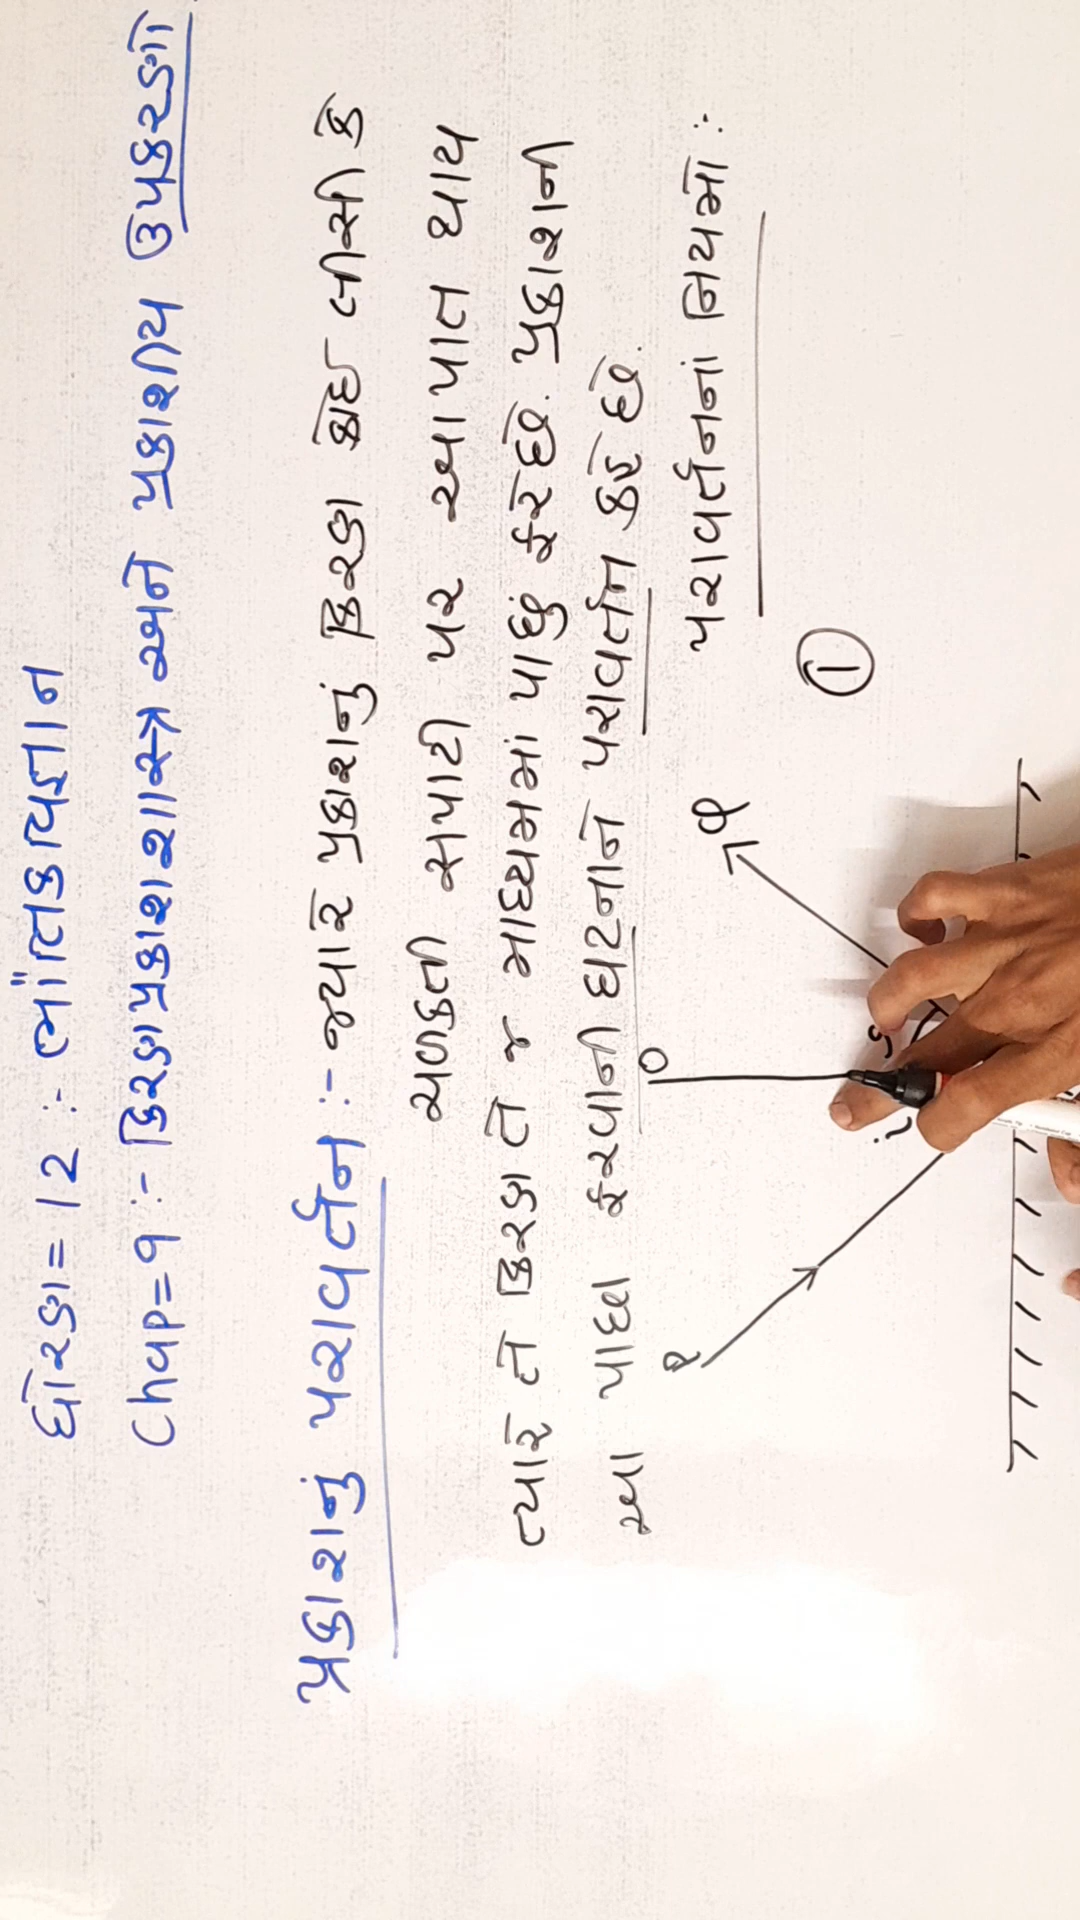 ધોરણ = 12 :- ભૌતિકવિજ્ઞાન
Chap = 9 :- કિરણપ્રકાશશાસ્ત્ર અને પ્રકાશીય ઉપકરણો
પ્રકાશનું પરાવર્તન :- જ્યારે પ્રકાશનું કિરણ કોઇ લીસી કે
ચળકતી સપાટી પર આપાત થાય
ત્યારે તે કિરણ તે જ માધ્યમમાં પાછું ફરે છે. પ્રકાશની
આ પાછા ફરવાની ઘટનાને પરાવર્તન કહે છે.
પરાવર્તનનાં નિયમો :-
①
P
O
Q
i